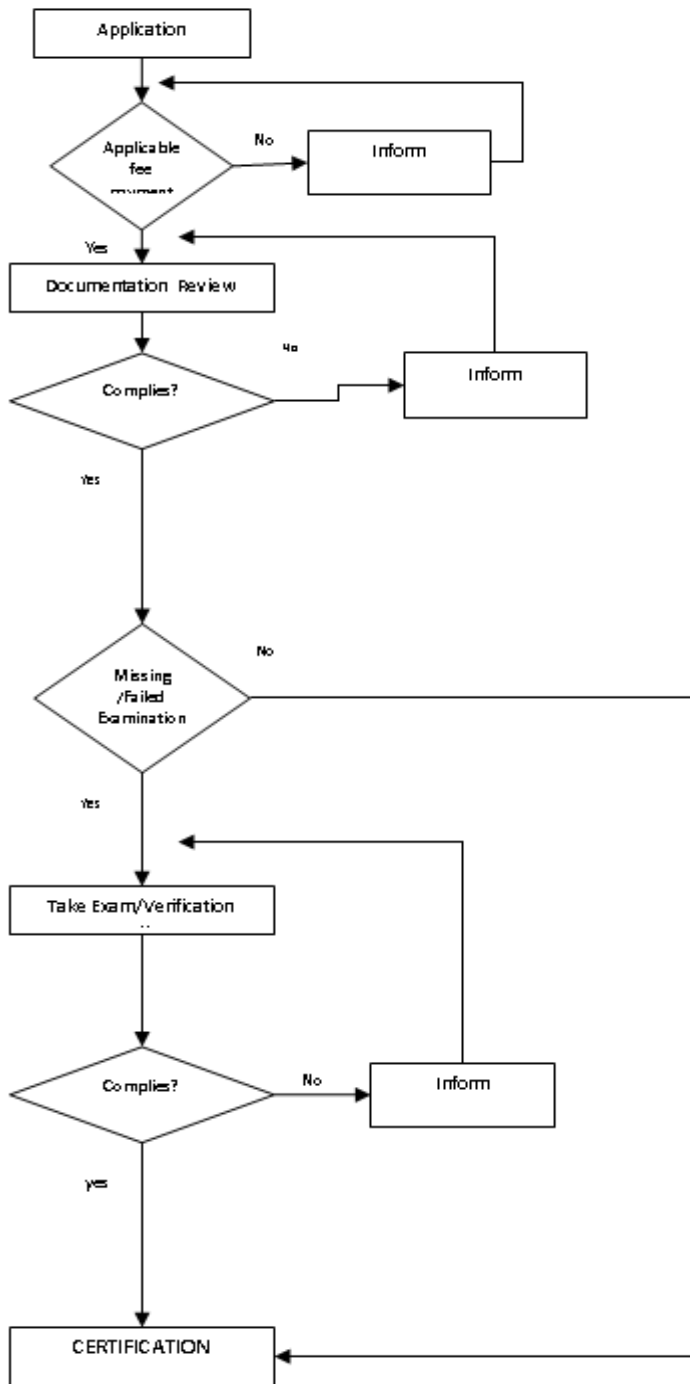 Application
Applicable
fee
No
Inform
Yes
Documentation Review
No
Complies?
Inform
Yes
Missing
/Failed
Examination
No
Yes
Take Exam/Verification
Complies?
No
Inform
yes
CERTIFICATION